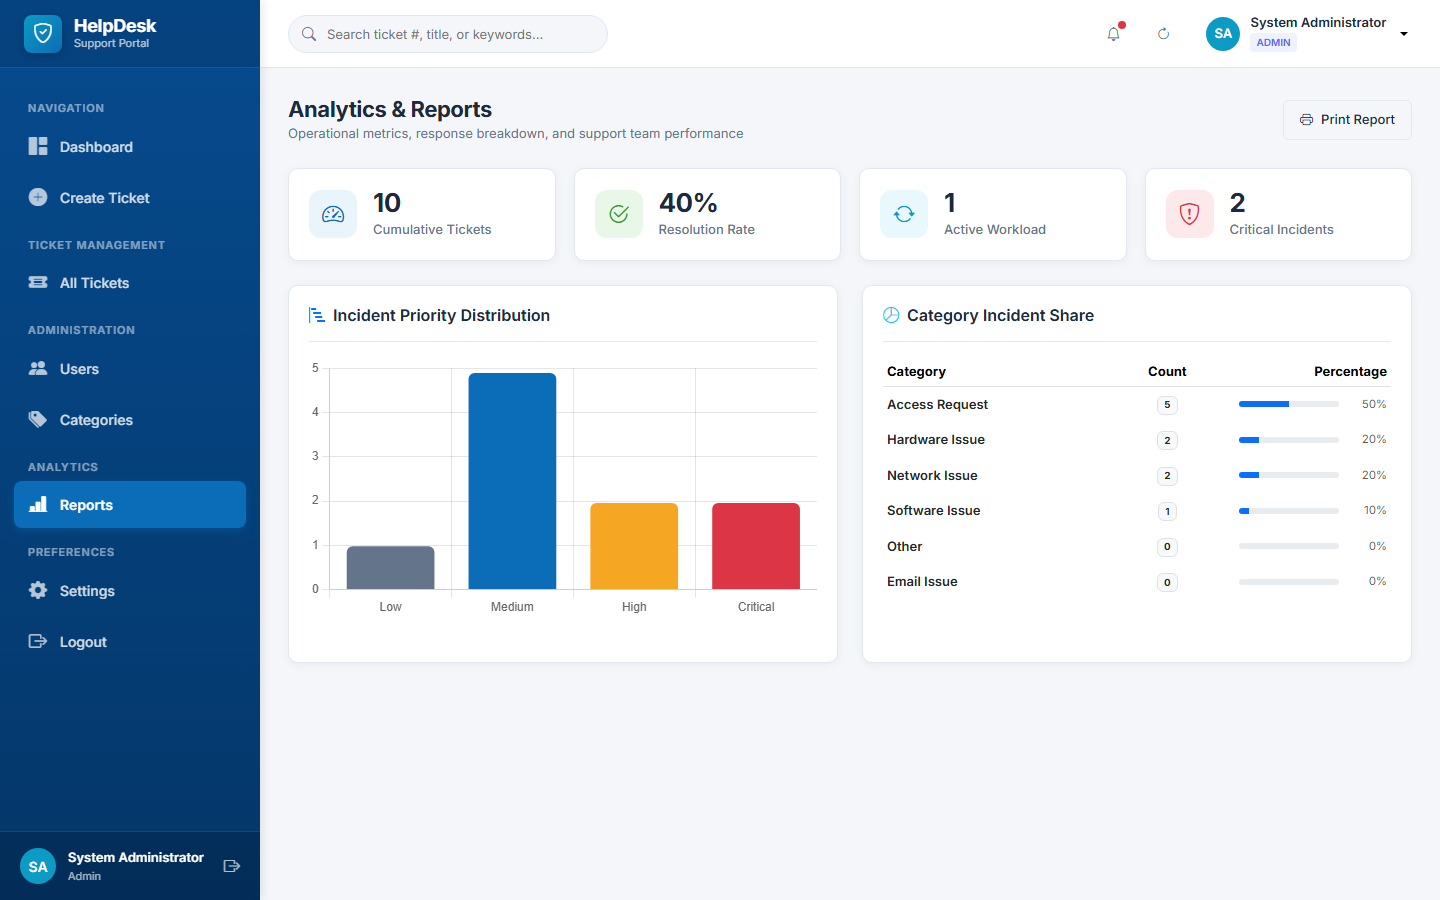 HelpDesk
Support Portal
NAVIGATION
Dashboard
Create Ticket
TICKET MANAGEMENT
All Tickets
ADMINISTRATION
Users
Categories
ANALYTICS
Reports
PREFERENCES
Settings
Logout
SA
System Administrator
Admin
Search ticket #, title, or keywords...
SA
System Administrator
ADMIN
Analytics & Reports
Operational metrics, response breakdown, and support team performance
Print Report
10
Cumulative Tickets
40%
Resolution Rate
1
Active Workload
2
Critical Incidents
Incident Priority Distribution
5
4
3
2
1
0
Low Medium High Critical
Category Incident Share
Category Count Percentage
Access Request 5 50%
Hardware Issue 2 20%
Network Issue 2 20%
Software Issue 1 10%
Other 0 0%
Email Issue 0 0%